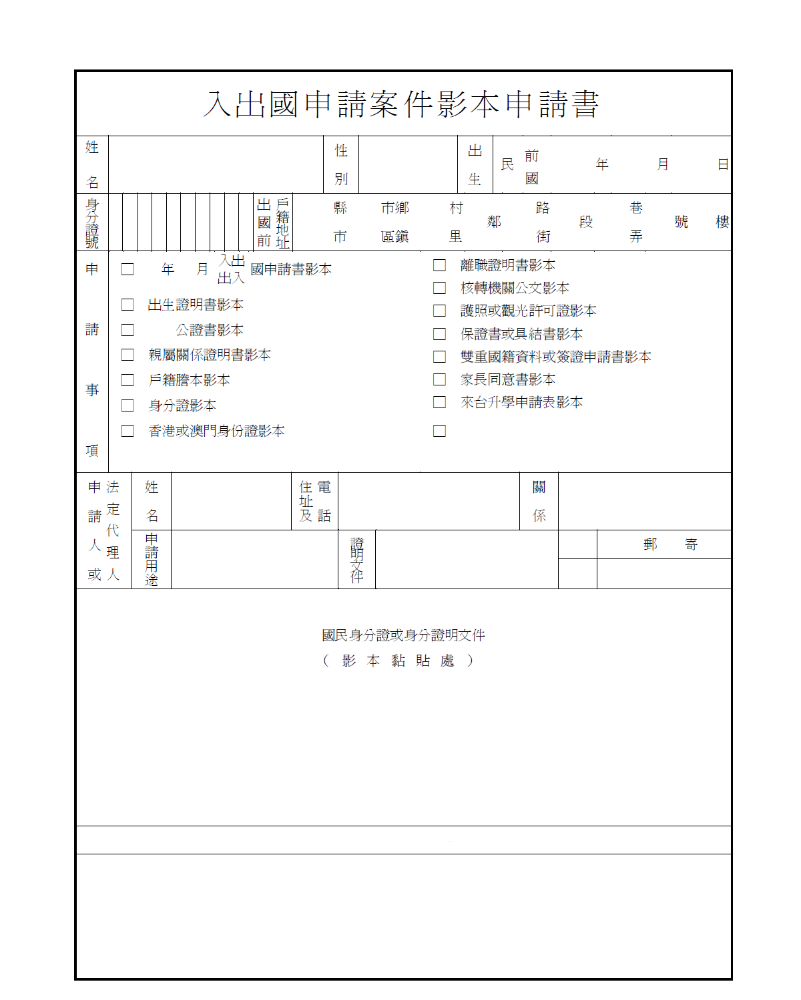 入出國申請案件影本申請書
姓名 性別 出生 民前國 年 月 日
身分證號 出國前戶籍地址 縣市 市鄉區鎮 村里 鄰 路街 段 巷弄 號 樓
申請事項
□ 年 月 入出出入 國申請書影本
□ 出生證明書影本
□ 公證書影本
□ 親屬關係證明書影本
□ 戶籍謄本影本
□ 身分證影本
□ 香港或澳門身份證影本
□ 離職證明書影本
□ 核轉機關公文影本
□ 護照或觀光許可證影本
□ 保證書或具結書影本
□ 雙重國籍資料或簽證申請書影本
□ 家長同意書影本
□ 來台升學申請表影本
□
申請人或法定代理人 姓名 住址及電話 關係
申請用途 證明文件 郵寄
國民身分證或身分證明文件
（影本黏貼處）